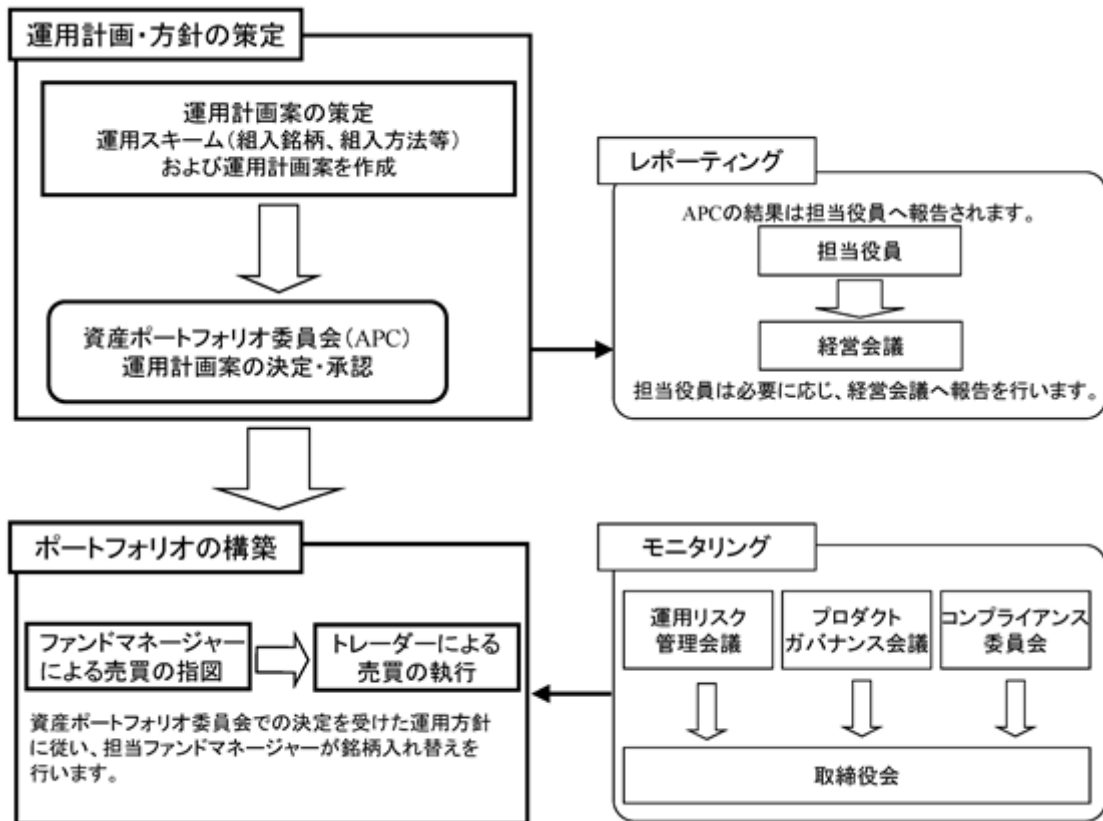 運用計画・方針の策定
運用計画案の策定
運用スキーム（組入銘柄、組入方法等）
および運用計画案を作成
資産ポートフォリオ委員会（APC）
運用計画案の決定・承認
レポーティング
APCの結果は担当役員へ報告されます。
担当役員
経営会議
担当役員は必要に応じ、経営会議へ報告を行います。
ポートフォリオの構築
ファンドマネージャー
による売買の指図
トレーダーによる
売買の執行
資産ポートフォリオ委員会での決定を受けた運用方針
に従い、担当ファンドマネージャーが銘柄入れ替えを
行います。
モニタリング
運用リスク
管理会議
プロダクト
ガバナンス会議
コンプライアンス
委員会
取締役会